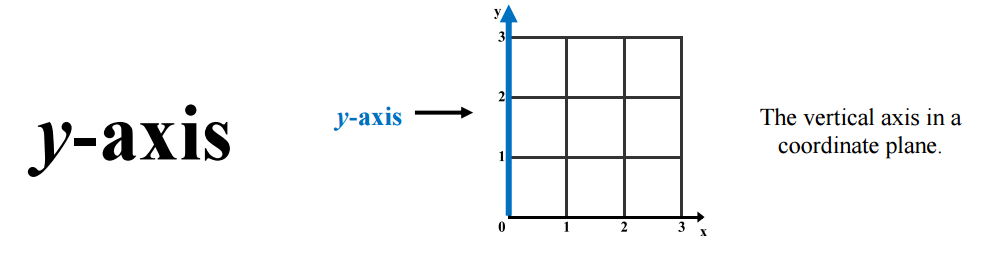 y-axis
y-axis
y
3
2
1
0
1
2
3
x
The vertical axis in a
coordinate plane.